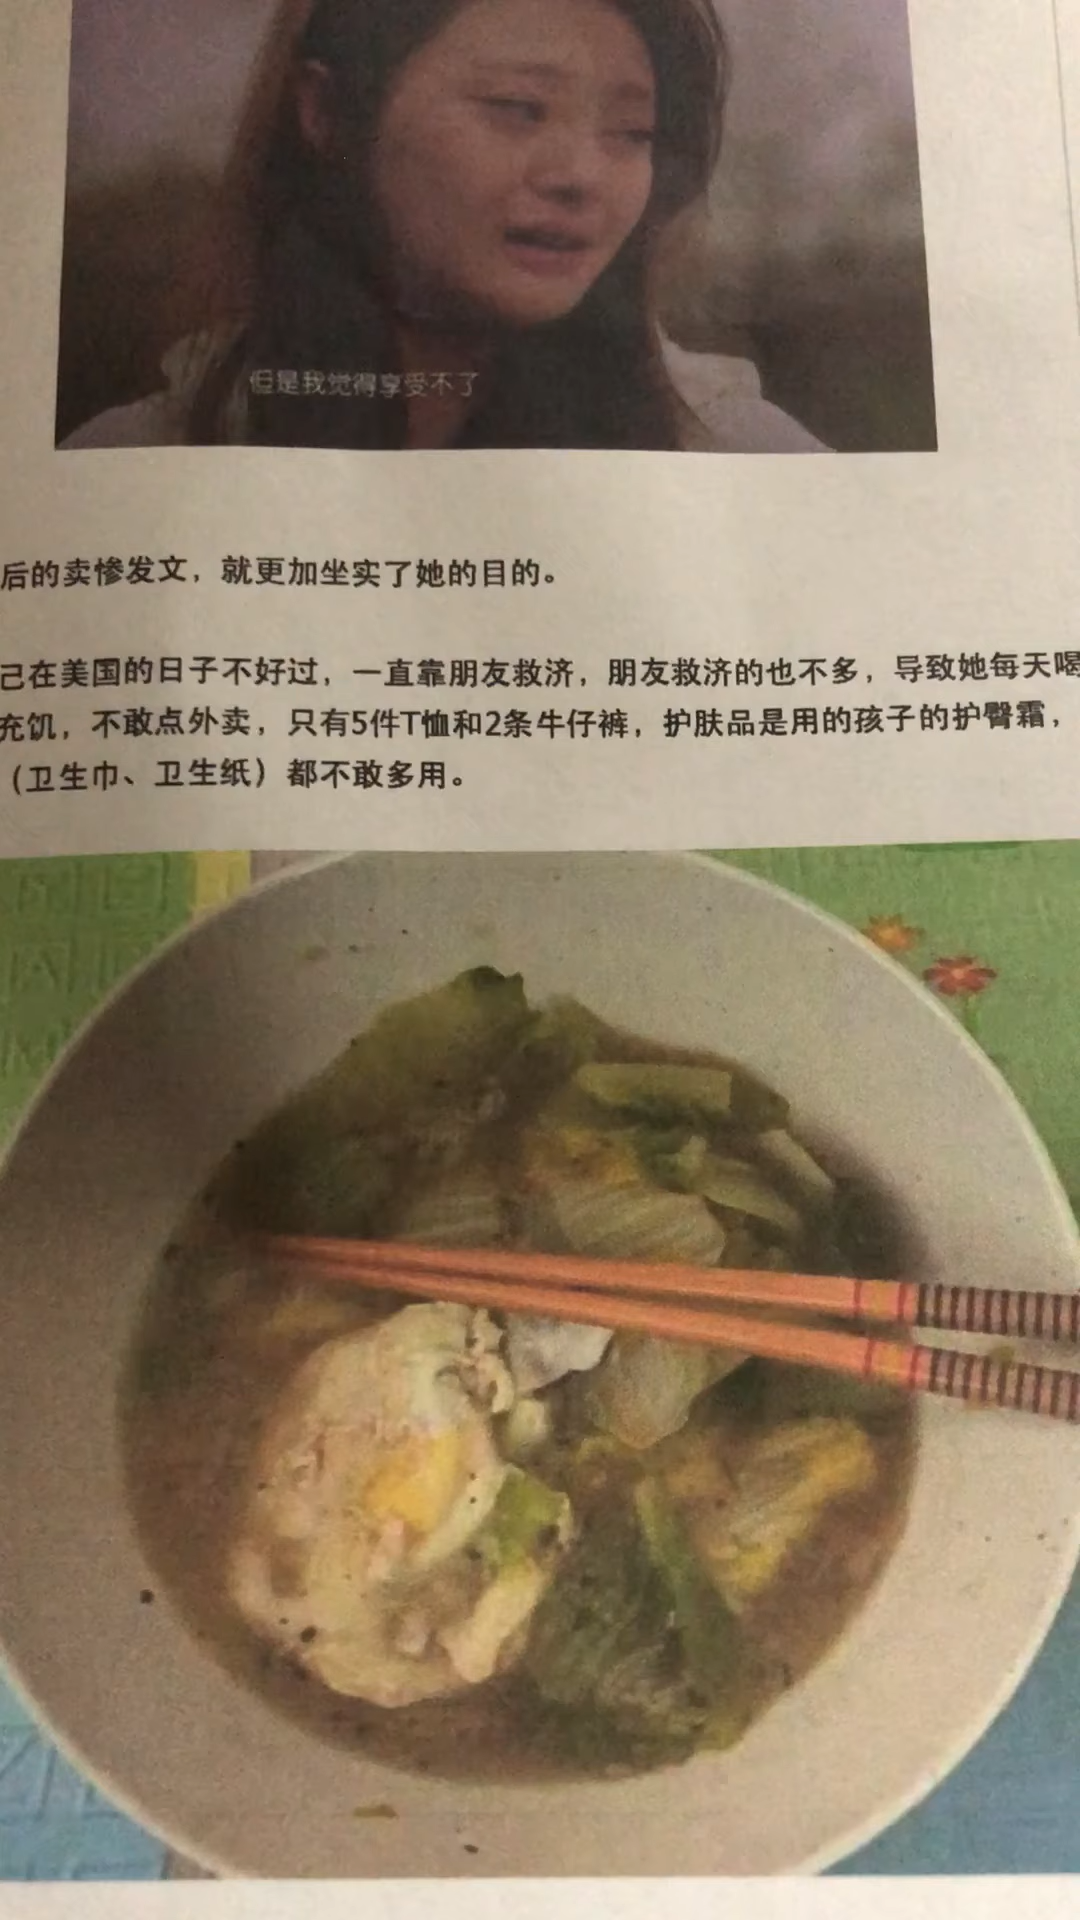 但是我觉得享受不了
后的卖惨发文，就更加坐实了她的目的。
己在美国的日子不好过，一直靠朋友救济，朋友救济的也不多，导致她每天喝
充饥，不敢点外卖，只有5件T恤和2条牛仔裤，护肤品是用的孩子的护臀霜，
（卫生巾、卫生纸）都不敢多用。